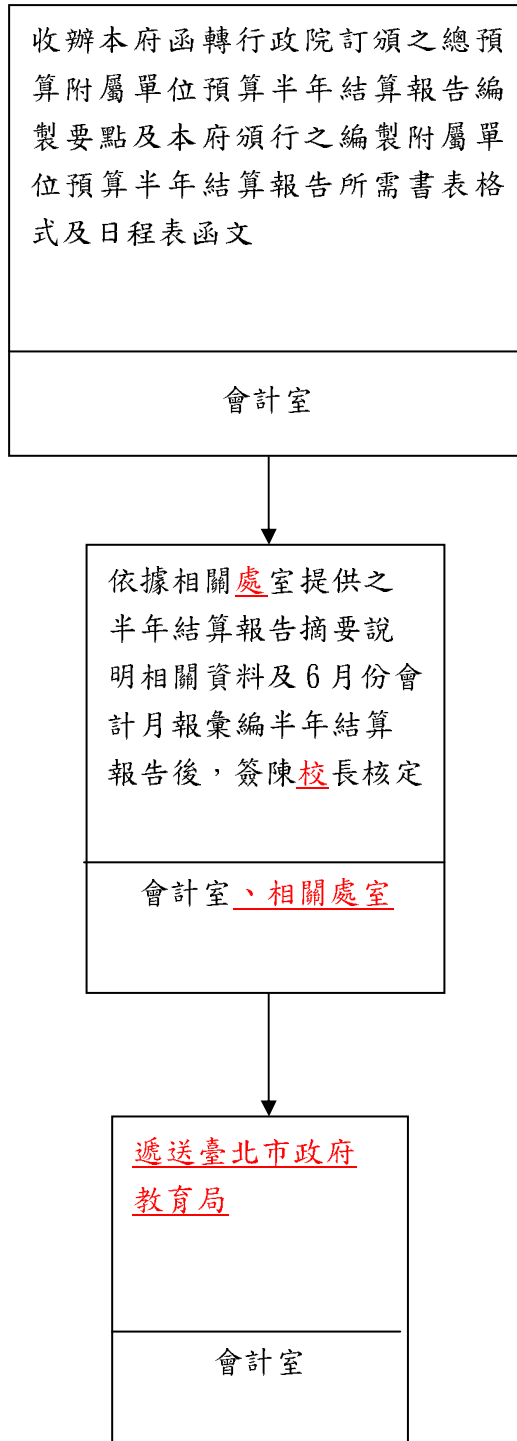 收辦本府函轉行政院訂頒之總預
算附屬單位預算半年結算報告編
製要點及本府頒行之編製附屬單
位預算半年結算報告所需書表格
式及日程表函文
會計室
依據相關處室提供之
半年結算報告摘要說
明相關資料及6月份會
計月報彙編半年結算
報告後，簽陳校長核定
會計室、相關處室
遞送臺北市政府
教育局
會計室